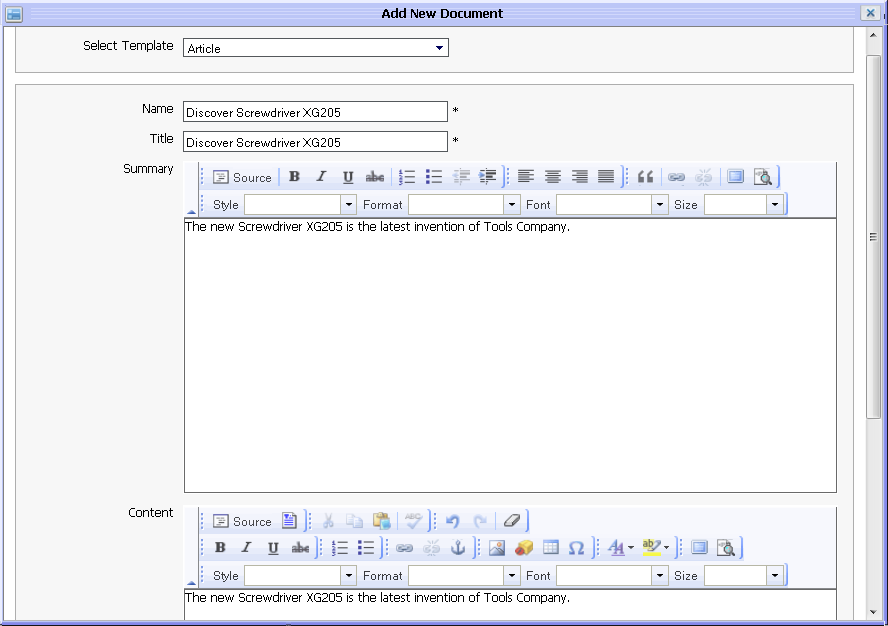 Add New Document
Select Template Article
Name Discover Screwdriver XG205 *
Title Discover Screwdriver XG205 *
Summary
Source B I U abc
Style Format Font Size
The new Screwdriver XG205 is the latest invention of Tools Company.
Content
Source ABC
B I U abc Ω A ab
Style Format Font Size
The new Screwdriver XG205 is the latest invention of Tools Company.